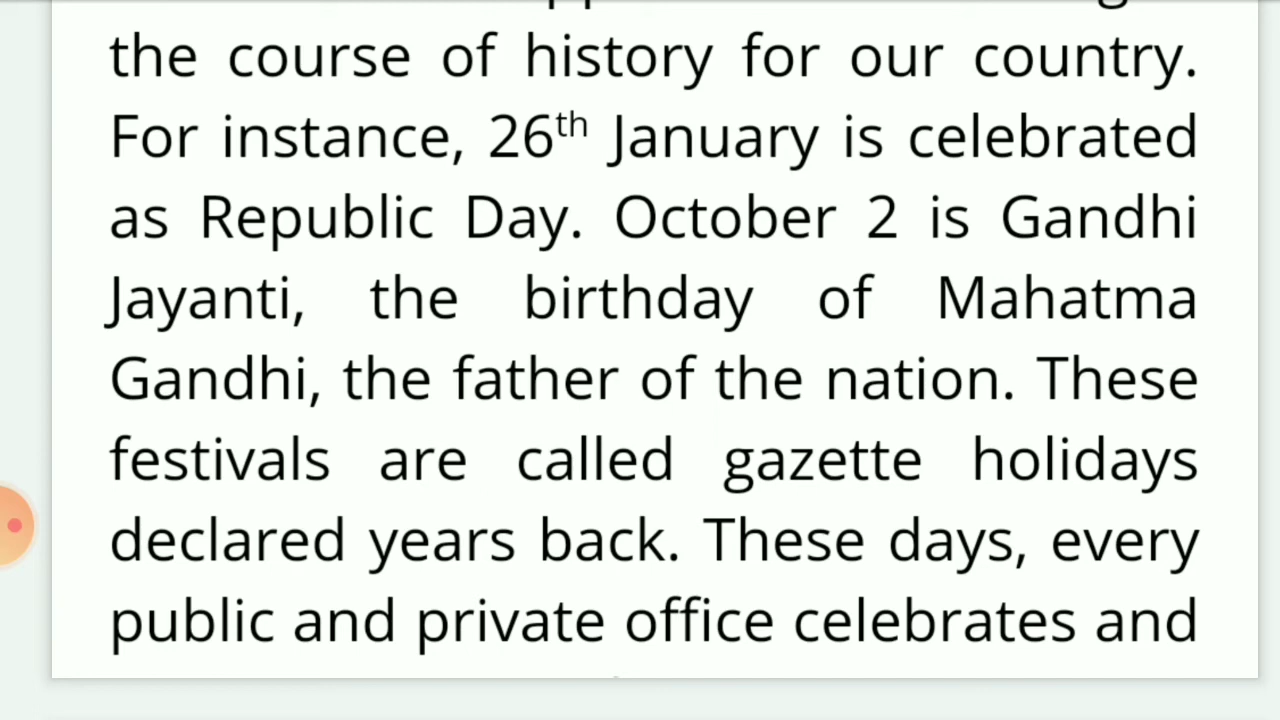 the course of history for our country.
For instance, 26th January is celebrated
as Republic Day. October 2 is Gandhi
Jayanti, the birthday of Mahatma
Gandhi, the father of the nation. These
festivals are called gazette holidays
declared years back. These days, every
public and private office celebrates and